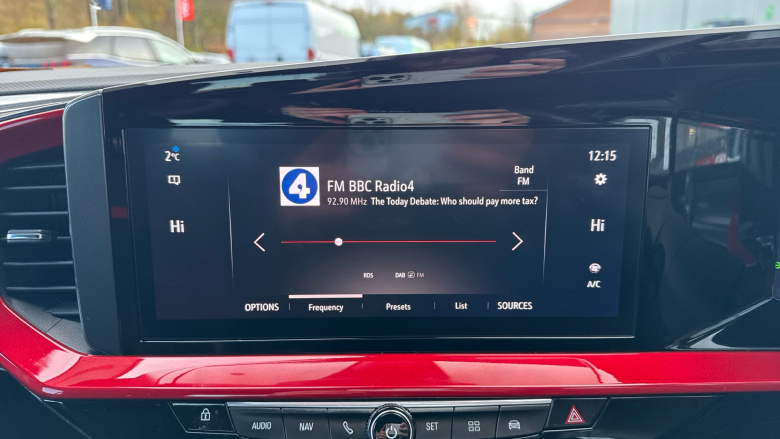 2°C
12:15
4
FM BBC Radio4
Band
FM
92.90 MHz The Today Debate: Who should pay more tax?
Hi
Hi
RDS DAB FM
A/C
OPTIONS Frequency Presets List SOURCES
AUDIO NAV SET